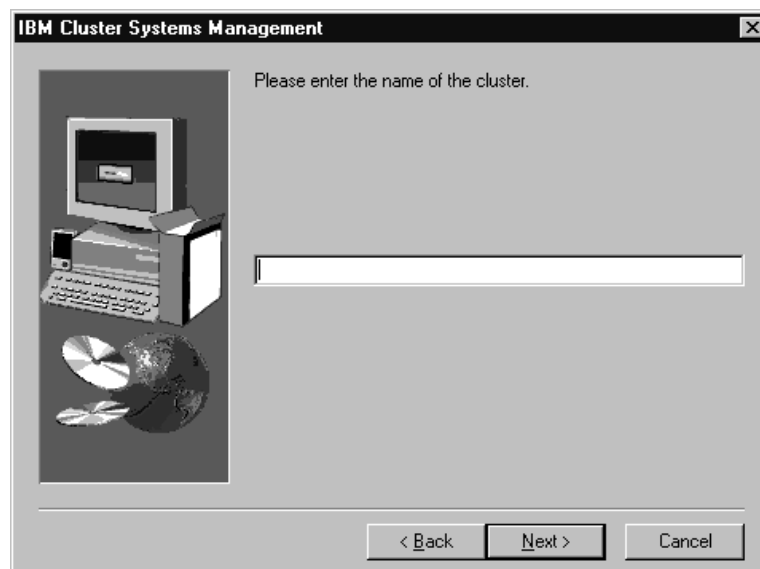 IBM Cluster Systems Management
Please enter the name of the cluster.
< Back Next > Cancel